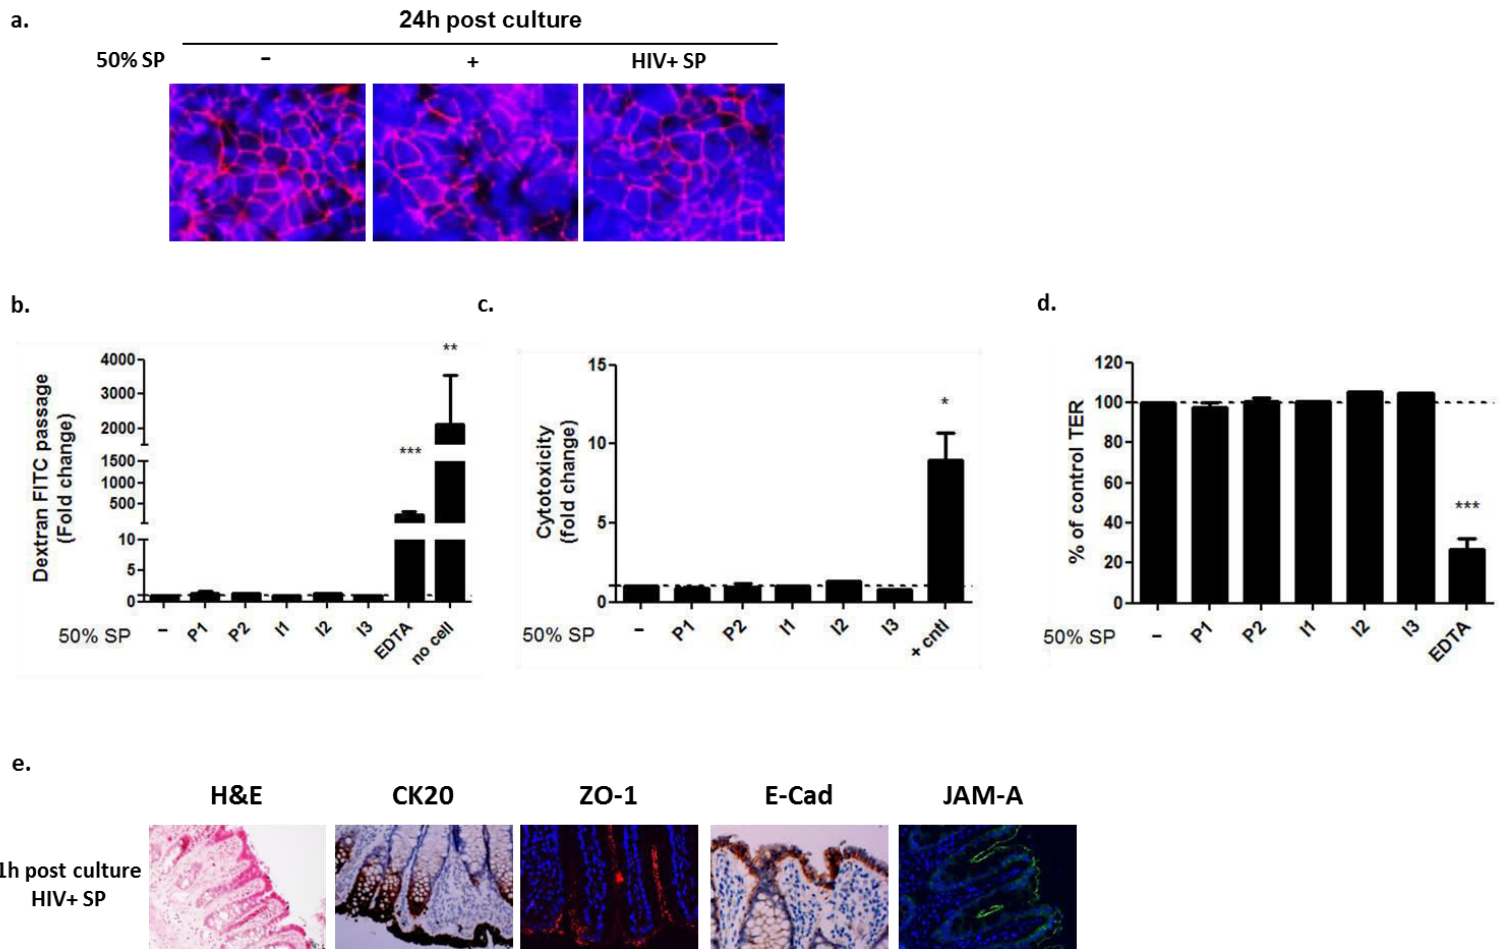 a.
24h post culture
50% SP - + HIV+ SP
b.
c.
d.
Dextran FITC passage
(Fold change)
4000
3000
2000
1500
1000
500
10
5
0
**
***
50% SP - P1 P2 I1 I2 I3 EDTA no cell
Cytotoxicity
(fold change)
15
10
5
0
*
50% SP - P1 P2 I1 I2 I3 + cntl
% of control TER
120
100
80
60
40
20
0
***
50% SP - P1 P2 I1 I2 I3 EDTA
e.
H&E CK20 ZO-1 E-Cad JAM-A
1h post culture
HIV+ SP